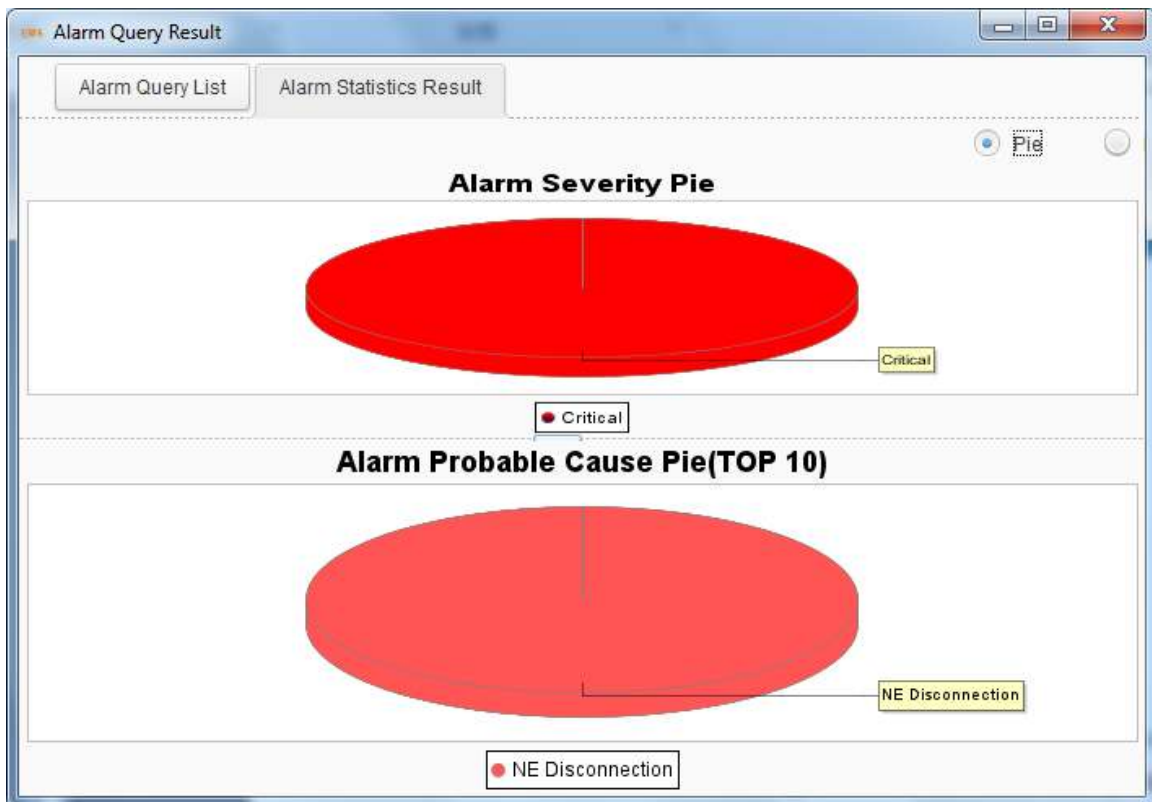 Alarm Query Result
Alarm Query List
Alarm Statistics Result
Pie
Alarm Severity Pie
Critical
Critical
Alarm Probable Cause Pie(TOP 10)
NE Disconnection
NE Disconnection